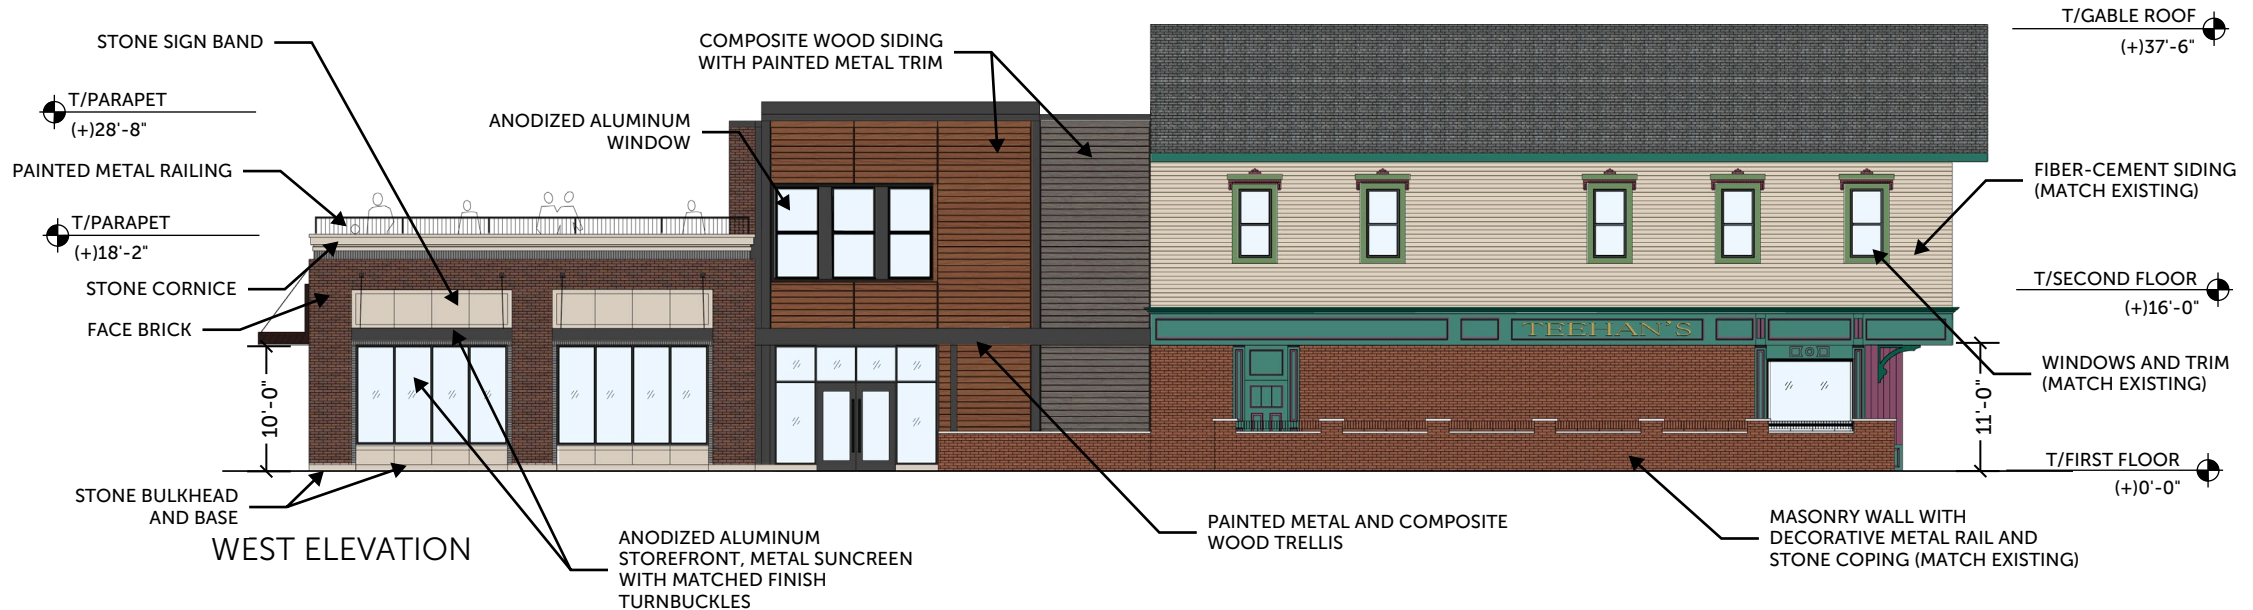 STONE SIGN BAND
T/PARAPET
(+)28'-8"
PAINTED METAL RAILING
T/PARAPET
(+)18'-2"
STONE CORNICE
FACE BRICK
10'-0"
STONE BULKHEAD
AND BASE
WEST ELEVATION
COMPOSITE WOOD SIDING
WITH PAINTED METAL TRIM
ANODIZED ALUMINUM
WINDOW
ANODIZED ALUMINUM
STOREFRONT, METAL SUNCREEN
WITH MATCHED FINISH
TURNBUCKLES
TEEHAN'S
PAINTED METAL AND COMPOSITE
WOOD TRELLIS
MASONRY WALL WITH
DECORATIVE METAL RAIL AND
STONE COPING (MATCH EXISTING)
T/GABLE ROOF
(+)37'-6"
FIBER-CEMENT SIDING
(MATCH EXISTING)
T/SECOND FLOOR
(+)16'-0"
WINDOWS AND TRIM
(MATCH EXISTING)
11'-0"
T/FIRST FLOOR
(+)0'-0"